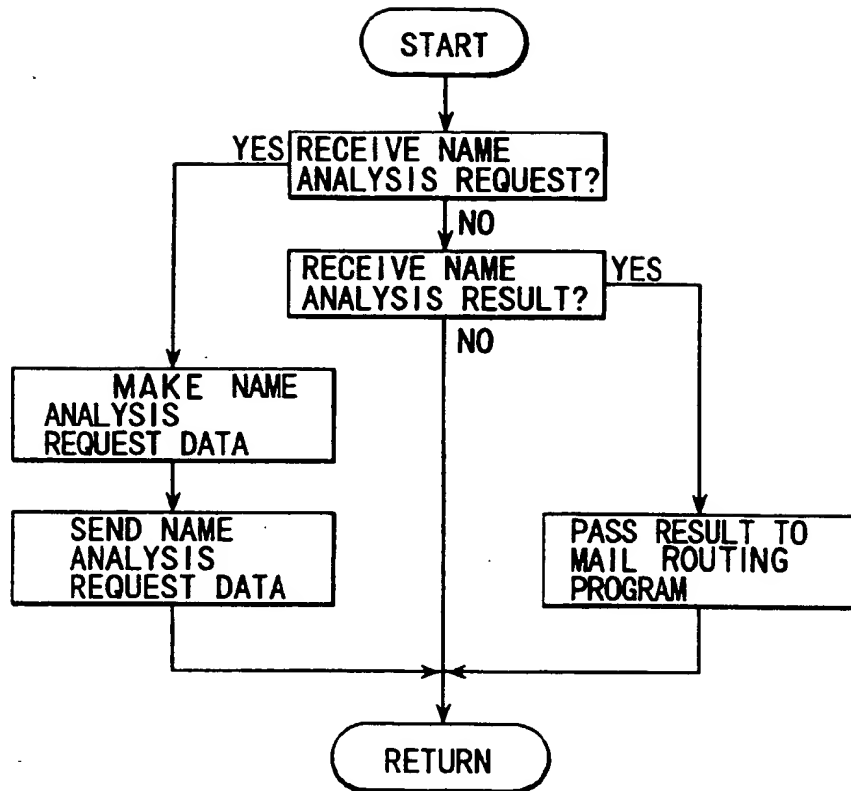 START
YES
RECEIVE NAME
ANALYSIS REQUEST?
NO
RECEIVE NAME
ANALYSIS RESULT?
YES
NO
MAKE NAME
ANALYSIS
REQUEST DATA
SEND NAME
ANALYSIS
REQUEST DATA
PASS RESULT TO
MAIL ROUTING
PROGRAM
RETURN